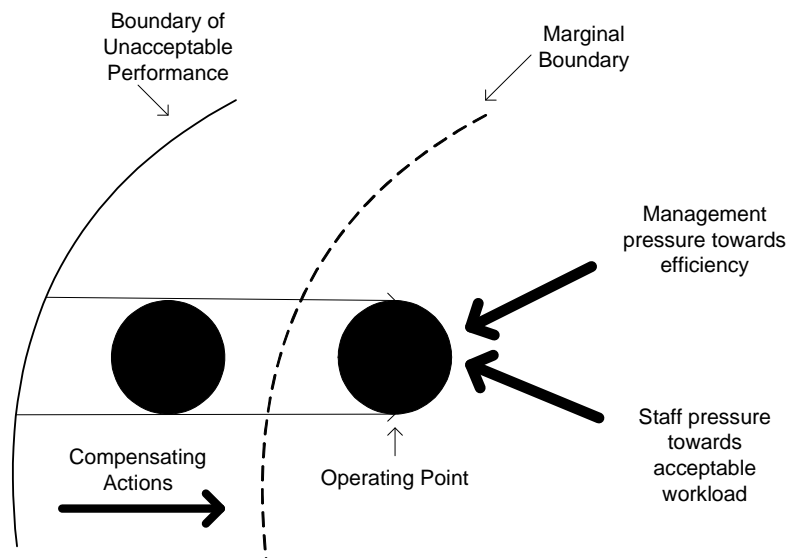 Boundary of
Unacceptable
Performance
Marginal
Boundary
Management
pressure towards
efficiency
Staff pressure
towards
acceptable
workload
Compensating
Actions
Operating Point